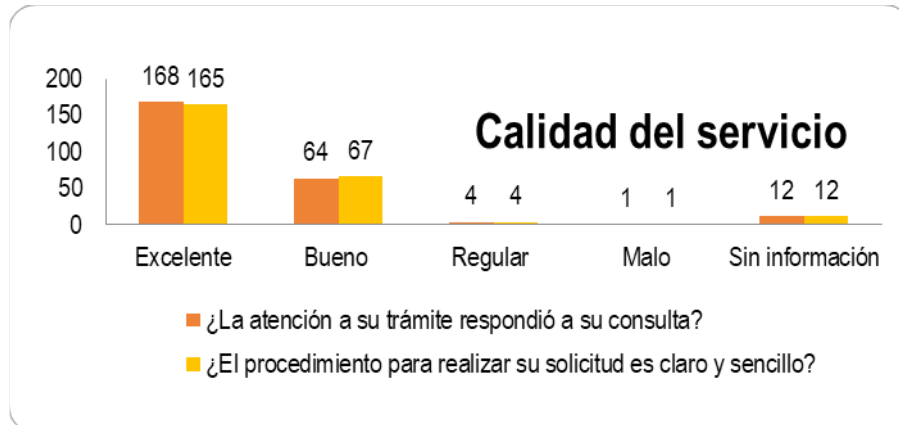 Calidad del servicio
200
150
100
50
0
168 165
64 67
4 4
1 1
12 12
Excelente Bueno Regular Malo Sin información
¿La atención a su trámite respondió a su consulta?
¿El procedimiento para realizar su solicitud es claro y sencillo?